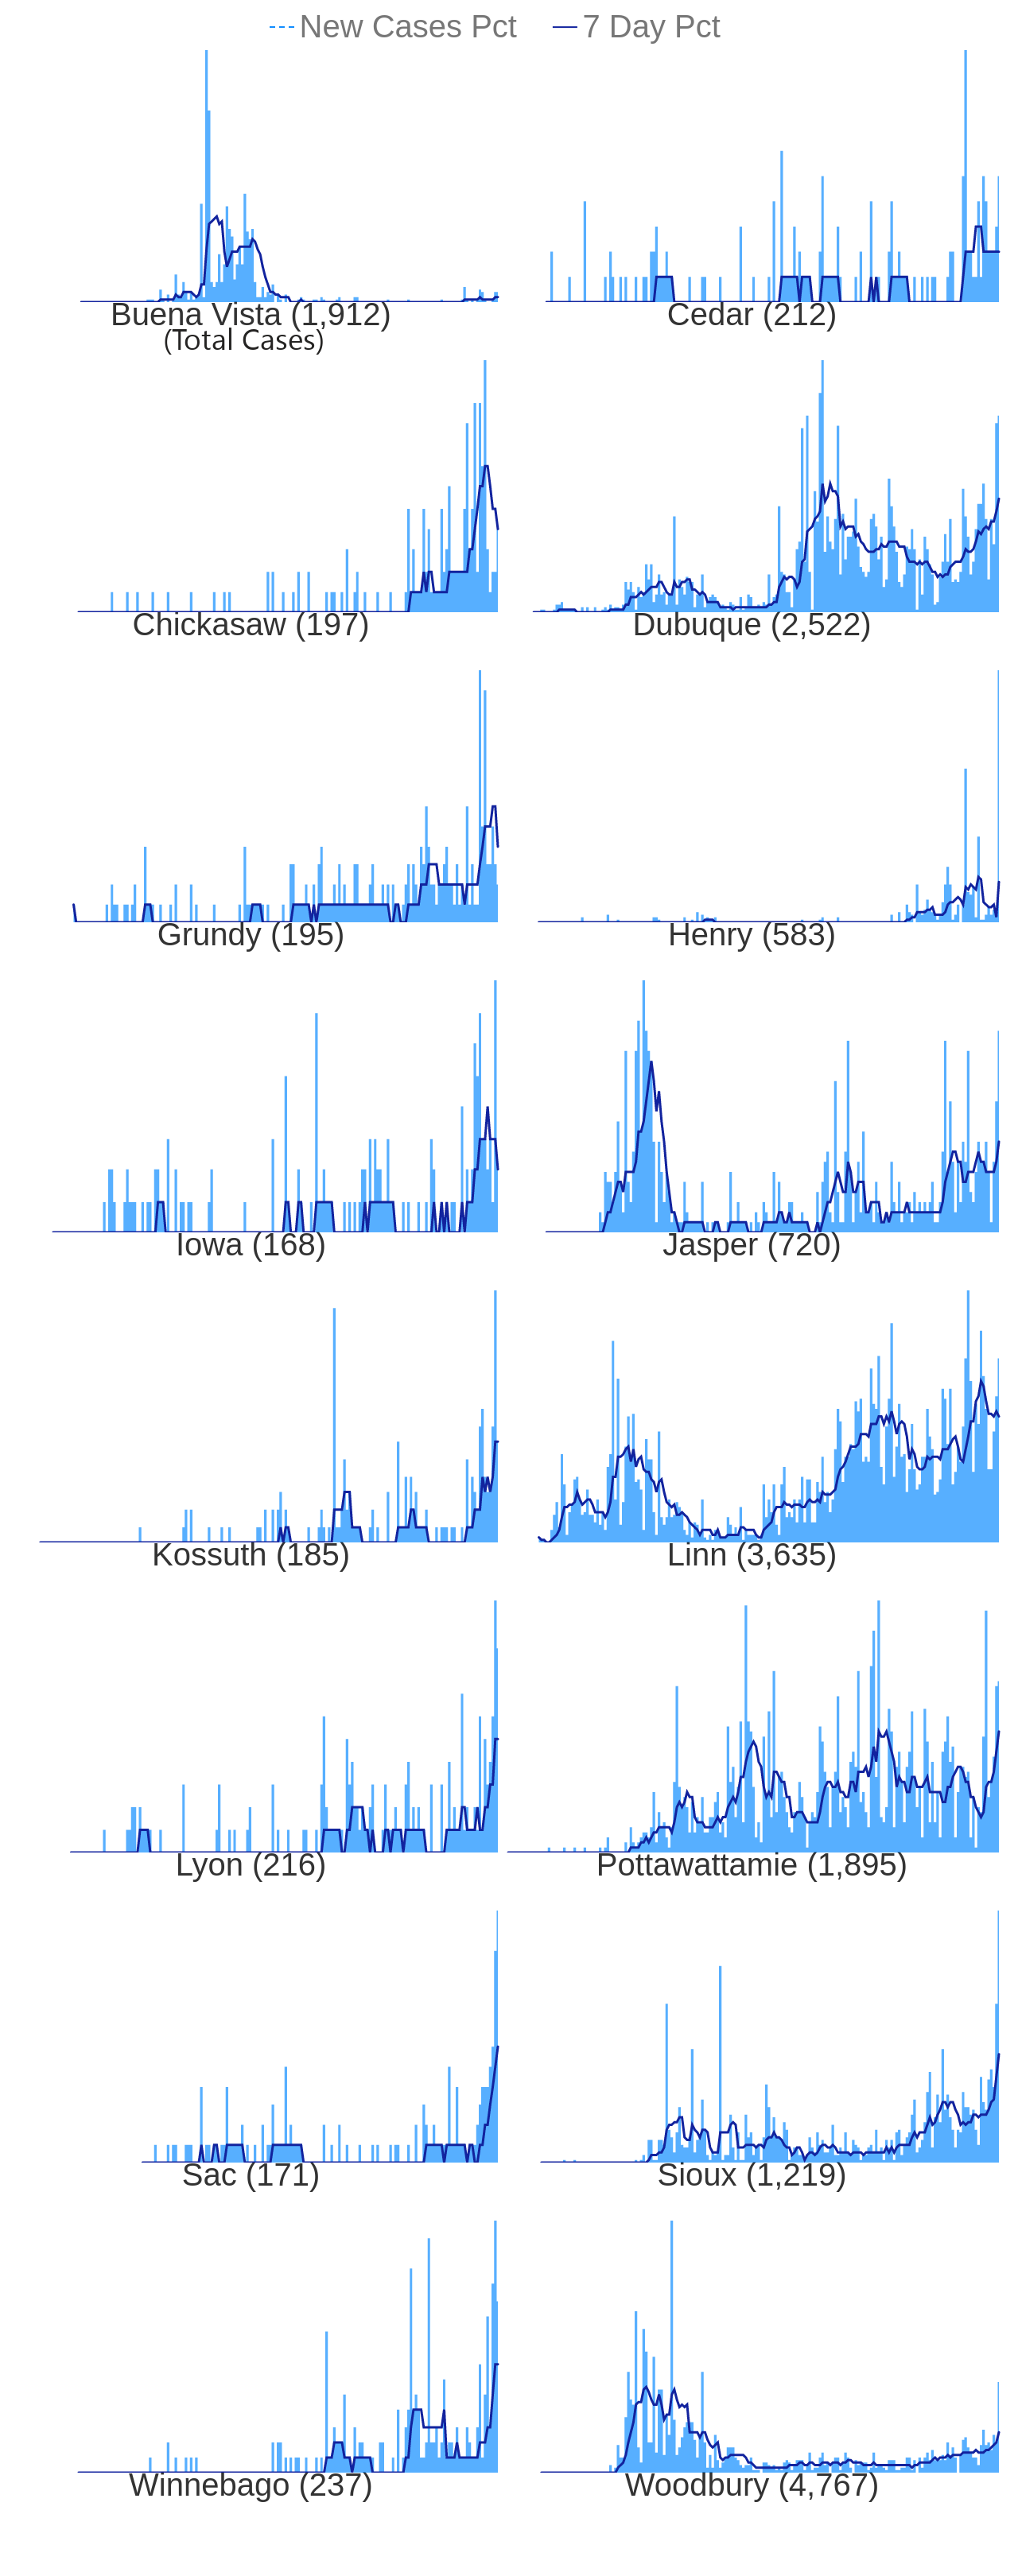 New Cases Pct 7 Day Pct
Buena Vista (1,912) Cedar (212)
(Total Cases)
Chickasaw (197) Dubuque (2,522)
Grundy (195) Henry (583)
Iowa (168) Jasper (720)
Kossuth (185) Linn (3,635)
Lyon (216) Pottawattamie (1,895)
Sac (171) Sioux (1,219)
Winnebago (237) Woodbury (4,767)